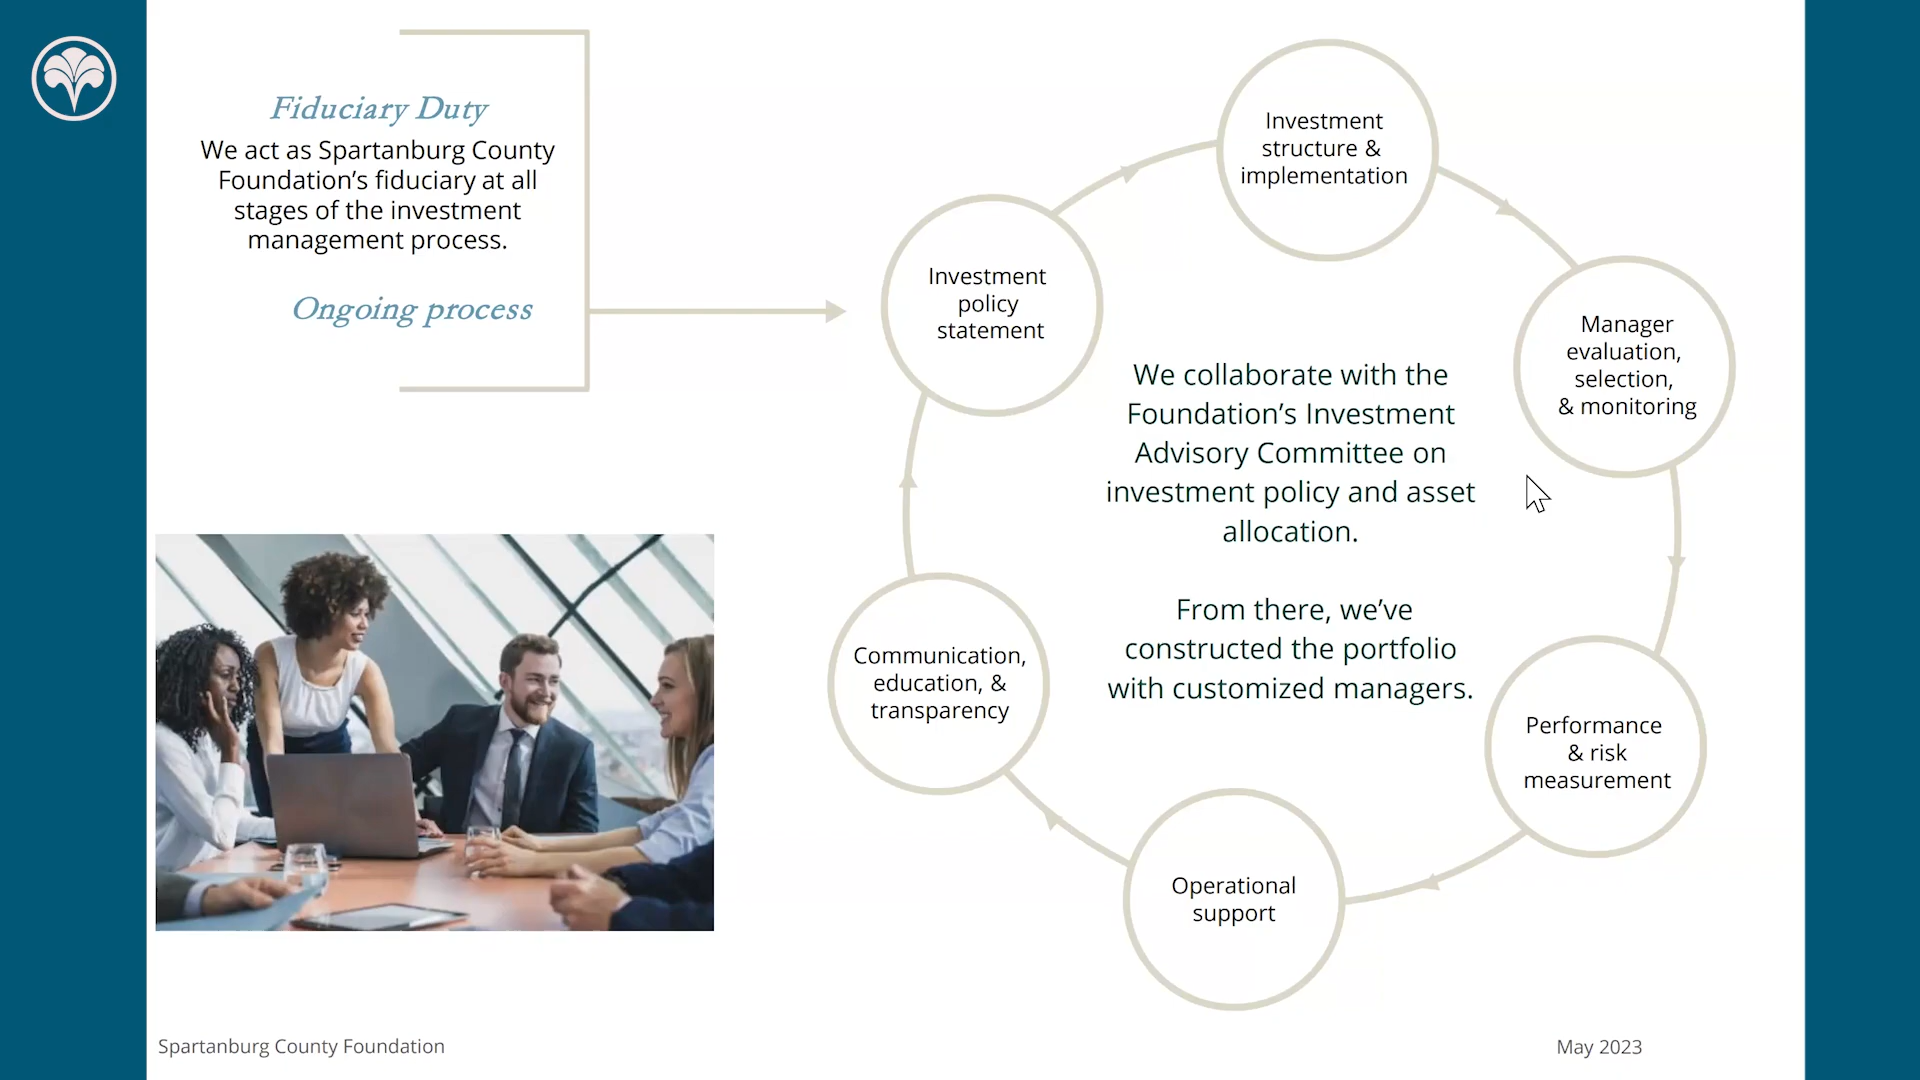 Fiduciary Duty
We act as Spartanburg County
Foundation’s fiduciary at all
stages of the investment
management process.
Ongoing process
Investment
policy
statement
Investment
structure &
implementation
Manager
evaluation,
selection,
& monitoring
Performance
& risk
measurement
Operational
support
Communication,
education, &
transparency
We collaborate with the
Foundation’s Investment
Advisory Committee on
investment policy and asset
allocation.
From there, we’ve
constructed the portfolio
with customized managers.
Spartanburg County Foundation
May 2023